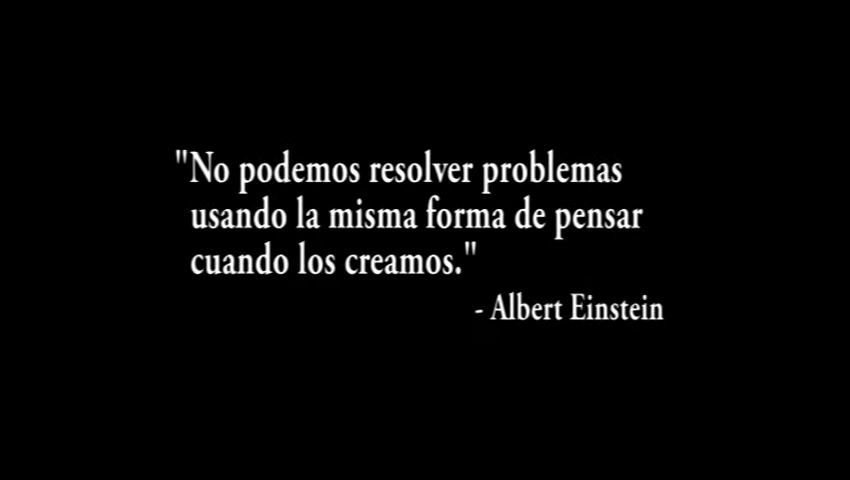 "No podemos resolver problemas
usando la misma forma de pensar
cuando los creamos."
- Albert Einstein